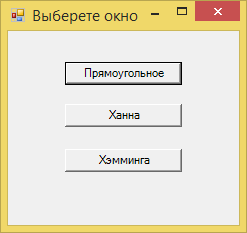 Выберете окно
Прямоугольное
Ханна
Хэмминга